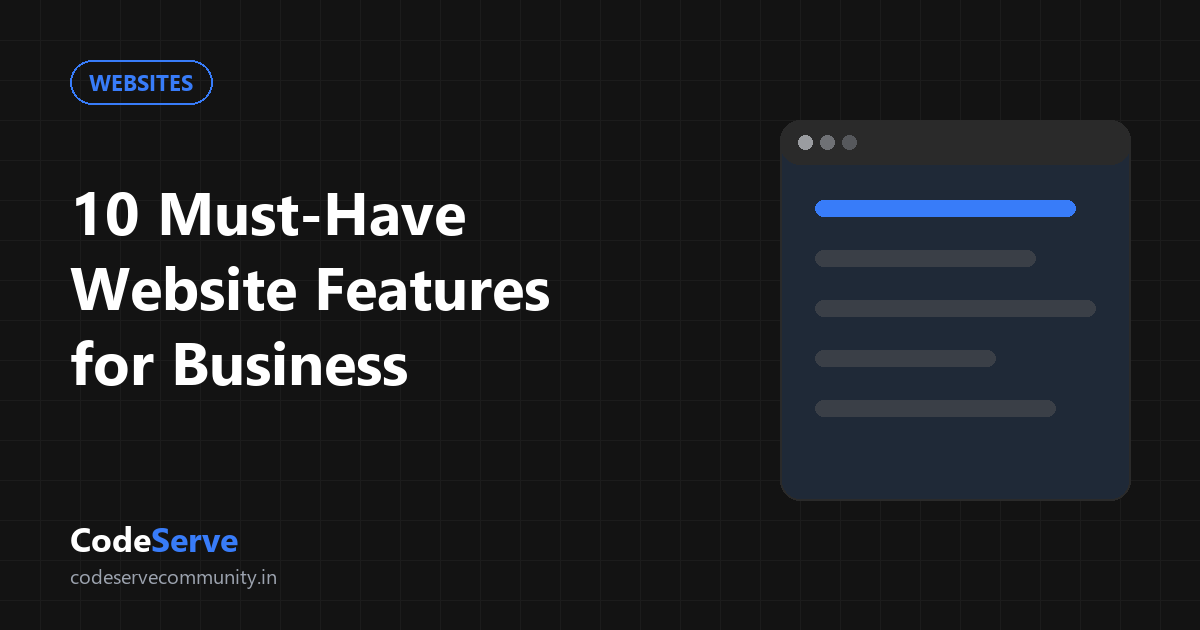 WEBSITES
10 Must-Have
Website Features
for Business
CodeServe
codeservecommunity.in